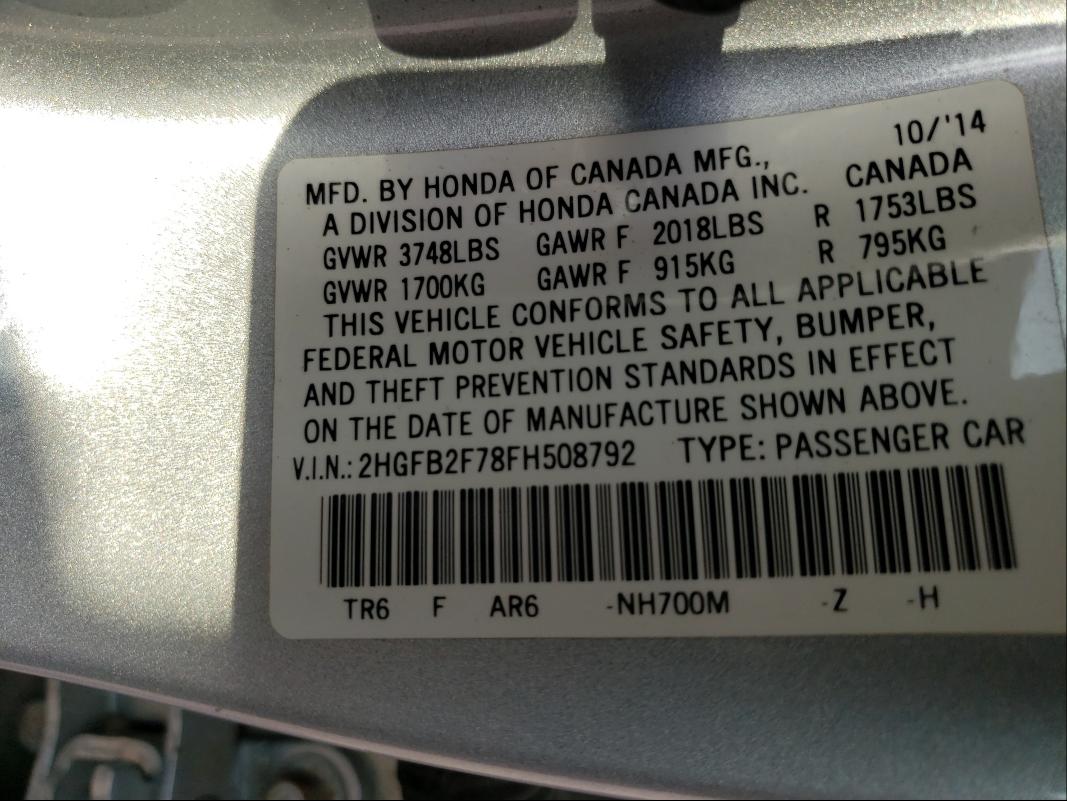 10/'14
MFD. BY HONDA OF CANADA MFG.,
A DIVISION OF HONDA CANADA INC. CANADA
GVWR 3748LBS GAWR F 2018LBS R 1753LBS
GVWR 1700KG GAWR F 915KG R 795KG
THIS VEHICLE CONFORMS TO ALL APPLICABLE
FEDERAL MOTOR VEHICLE SAFETY, BUMPER,
AND THEFT PREVENTION STANDARDS IN EFFECT
ON THE DATE OF MANUFACTURE SHOWN ABOVE.
V.I.N.: 2HGFB2F78FH508792 TYPE: PASSENGER CAR
TR6 F AR6 -NH700M -Z -H